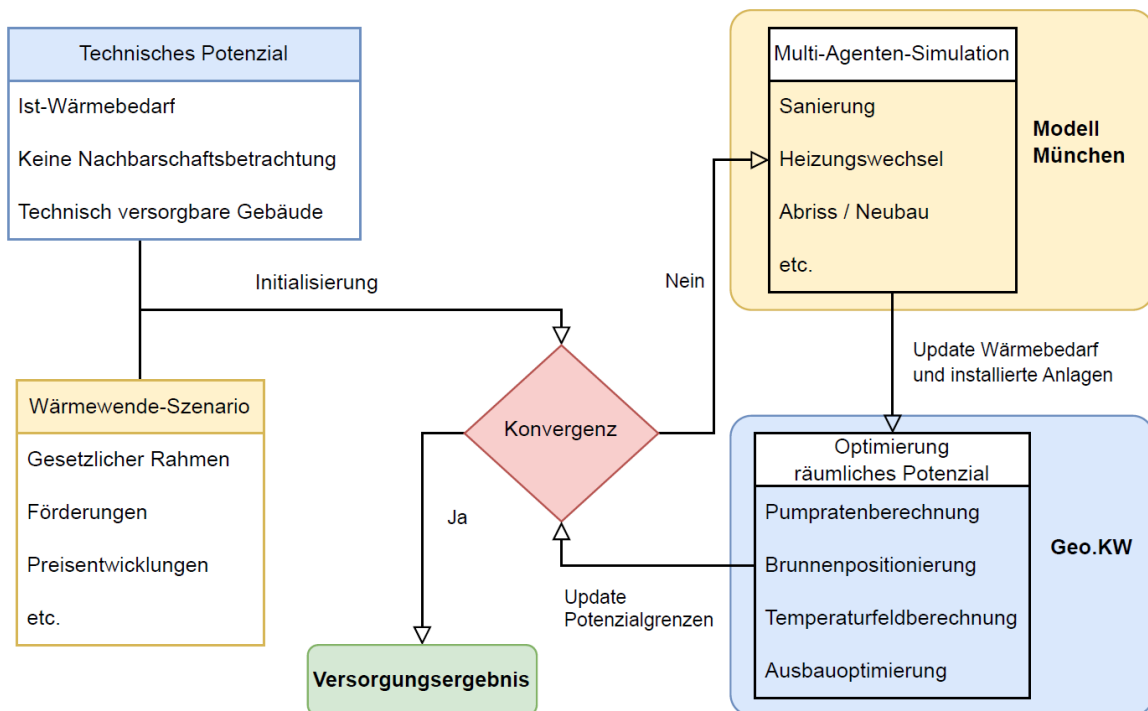 Technisches Potenzial
Ist-Wärmebedarf
Keine Nachbarschaftsbetrachtung
Technisch versorgbare Gebäude
Initialisierung
Wärmewende-Szenario
Gesetzlicher Rahmen
Förderungen
Preisentwicklungen
etc.
Konvergenz
Ja
Versorgungsergebnis
Nein
Multi-Agenten-Simulation
Sanierung
Heizungswechsel
Abriss / Neubau
etc.
Modell
München
Update Wärmebedarf
und installierte Anlagen
Optimierung
räumliches Potenzial
Pumpratenberechnung
Brunnenpositionierung
Temperaturfeldberechnung
Ausbauoptimierung
Geo.KW
Update
Potenzialgrenzen